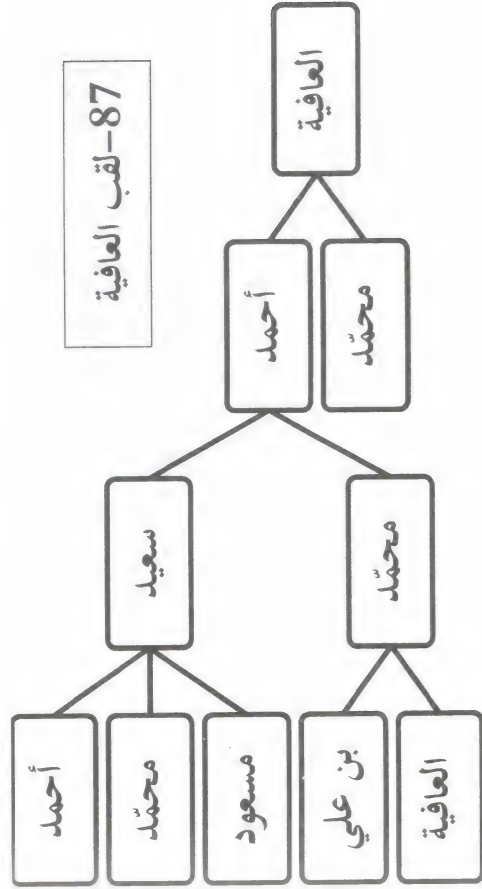 87-لقب العافية
العافية
أحمد
محمّد
سعيد
محمّد
أحمد
محمّد
مسعود
بن علي
العافية